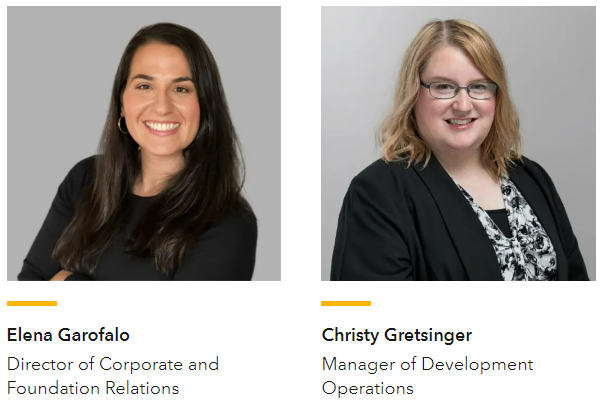 Elena Garofalo
Director of Corporate and
Foundation Relations
Christy Gretsinger
Manager of Development
Operations